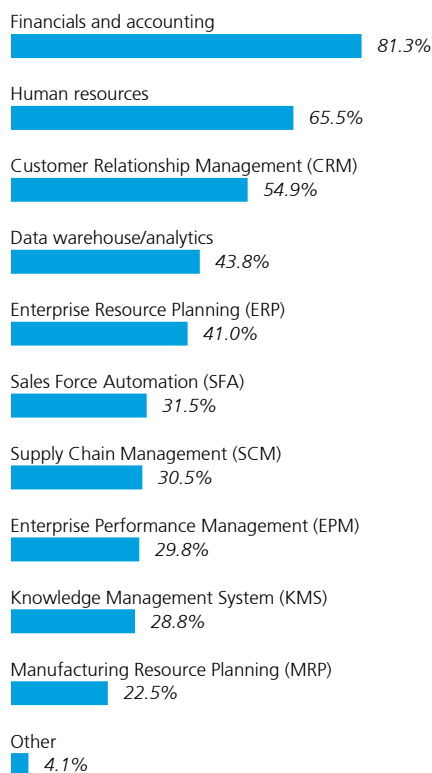 Financials and accounting
81.3%
Human resources
65.5%
Customer Relationship Management (CRM)
54.9%
Data warehouse/analytics
43.8%
Enterprise Resource Planning (ERP)
41.0%
Sales Force Automation (SFA)
31.5%
Supply Chain Management (SCM)
30.5%
Enterprise Performance Management (EPM)
29.8%
Knowledge Management System (KMS)
28.8%
Manufacturing Resource Planning (MRP)
22.5%
Other
4.1%